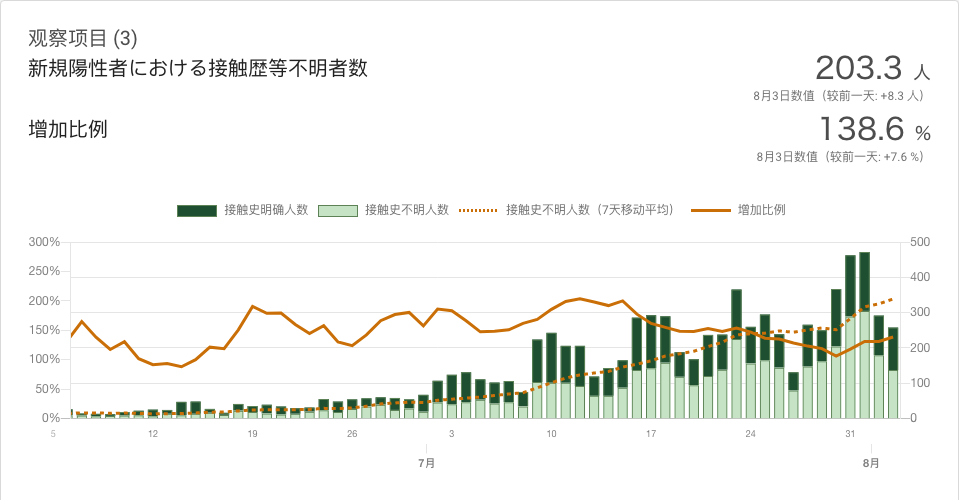 观察项目 (3)
新規陽性者における接触歴等不明者数
203.3 人
8月3日数值（较前一天: +8.3 人）
增加比例
138.6 %
8月3日数值（较前一天: +7.6 %）
接触史明确人数 接触史不明人数 接触史不明人数（7天移动平均） 增加比例
300% 500
250%
400
200%
300
150%
200
100%
50% 100
0% 0
5 12 19 26 3 10 17 24 31
7月 8月